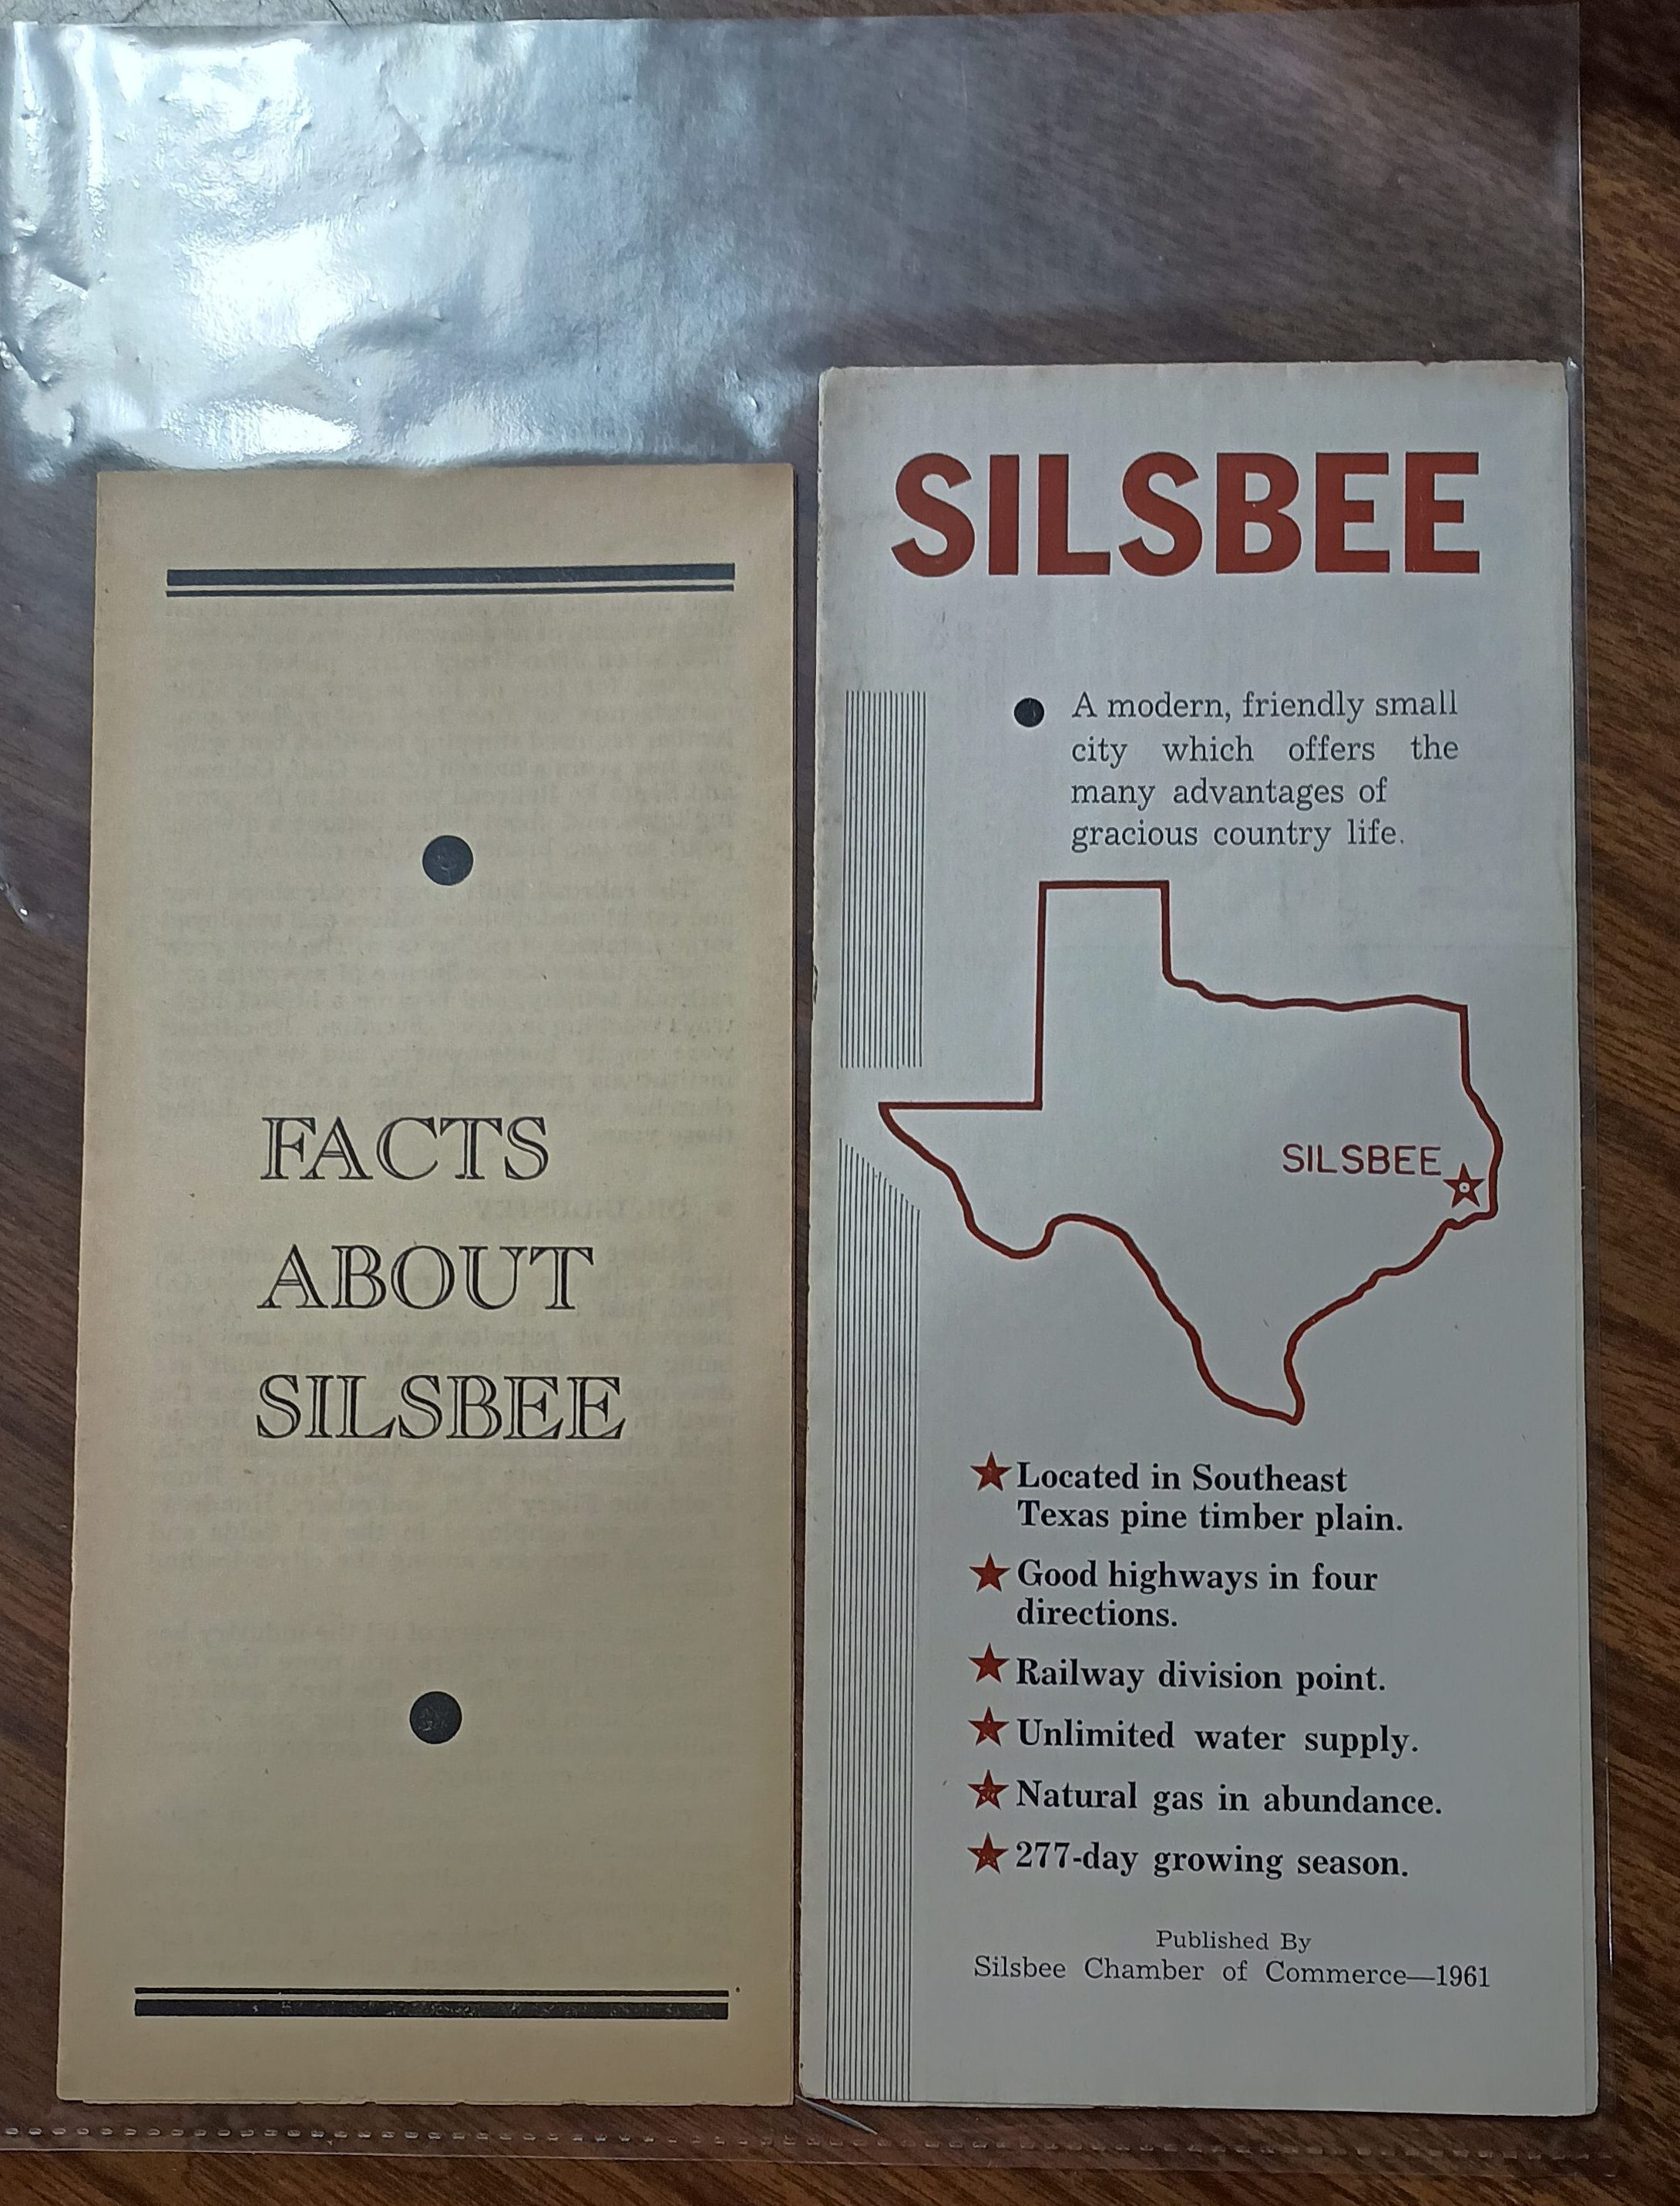 FACTS
ABOUT
SILSBEE
SILSBEE
A modern, friendly small
city which offers the
many advantages of
gracious country life.
SILSBEE
Located in Southeast
Texas pine timber plain.
Good highways in four
directions.
Railway division point.
Unlimited water supply.
Natural gas in abundance.
277-day growing season.
Published By
Silsbee Chamber of Commerce—1961